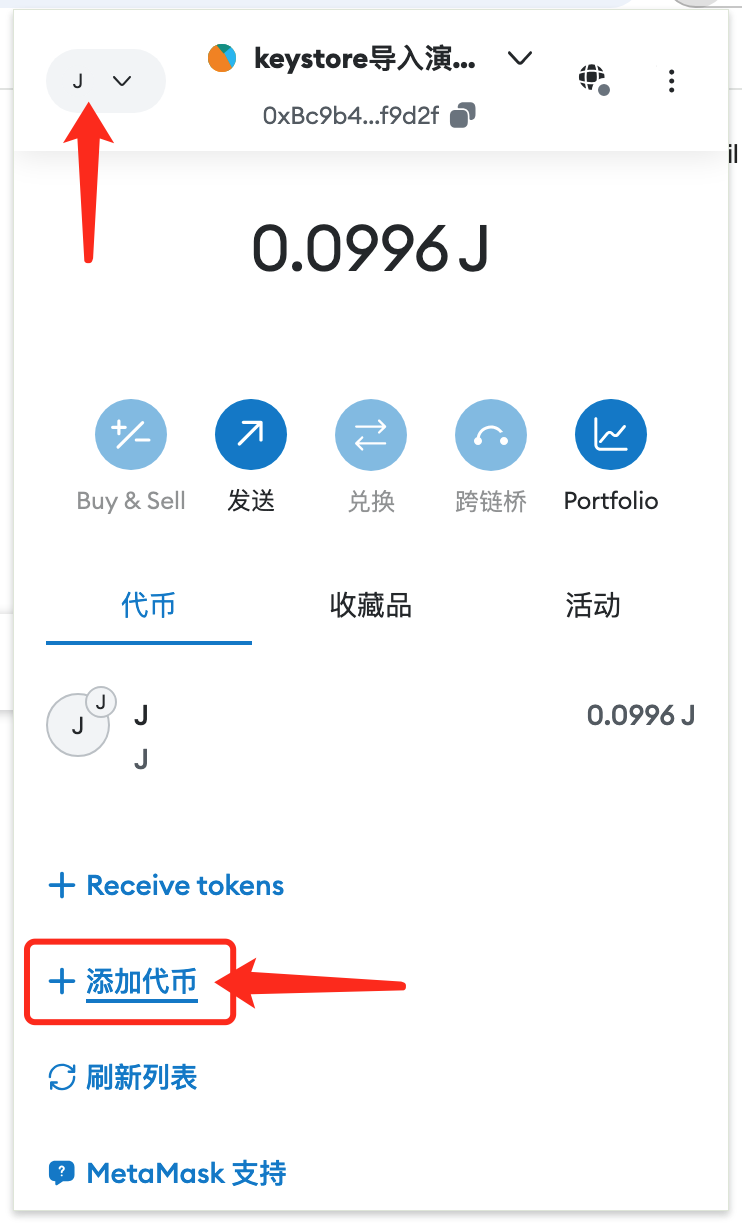 J
keystore导入演...
0xBc9b4...f9d2f
il
0.0996 J
Buy & Sell
发送
兑换
跨链桥
Portfolio
代币
收藏品
活动
J
J
J
0.0996 J
J
Receive tokens
添加代币
刷新列表
MetaMask 支持